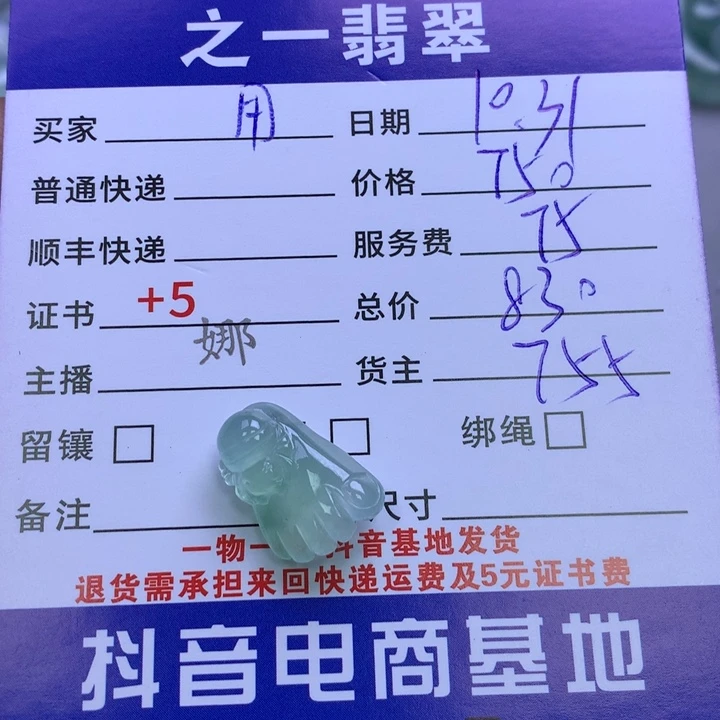 之一翡翠
买家 用 日期 10.31
普通快递 价格 750
顺丰快递 服务费 75
证书 +5 总价 830
主播 娜 货主 755
留镶 绑绳
备注 尺寸
一物一 抖音基地发货
退货需承担来回快递运费及5元证书费
抖音电商基地